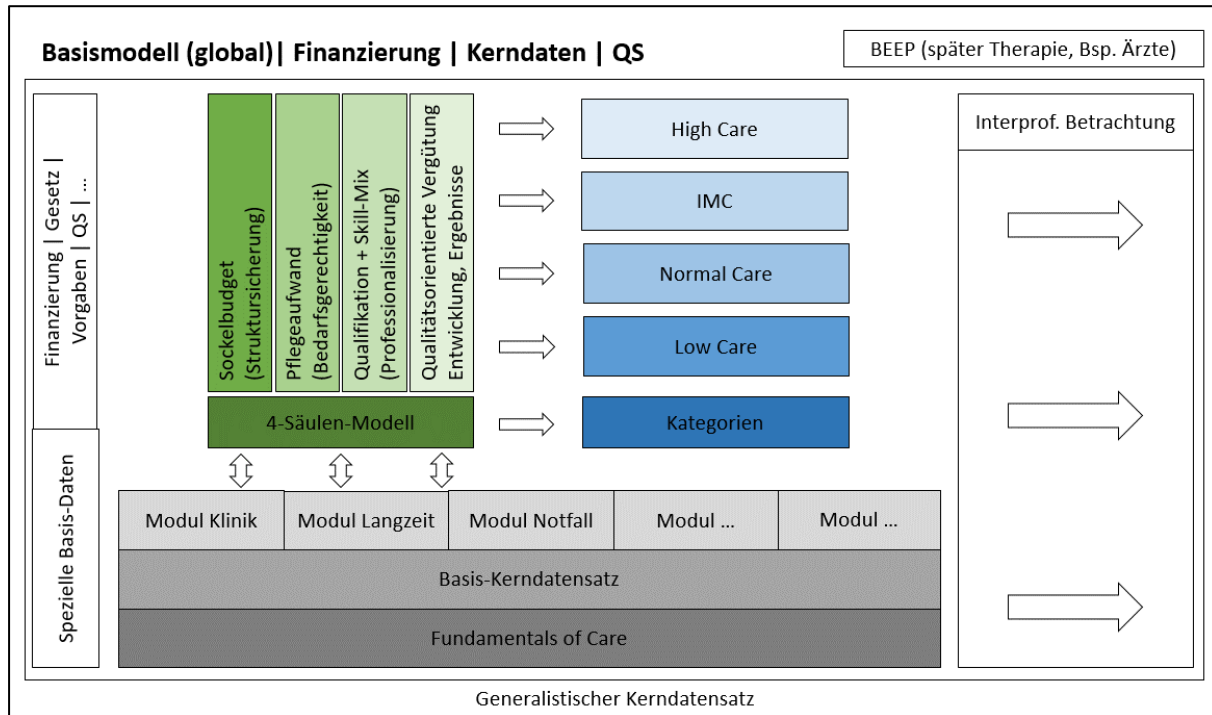 Basismodell (global)| Finanzierung | Kerndaten | QS
BEEP (später Therapie, Bsp. Ärzte)
Finanzierung | Gesetz |
Vorgaben | QS | ...
Spezielle Basis-Daten
Sockelbudget
(Struktursicherung)
Pflegeaufwand
(Bedarfsgerechtigkeit)
Qualifikation + Skill-Mix
(Professionalisierung)
Qualitätsorientierte Vergütung
Entwicklung, Ergebnisse
4-Säulen-Modell
High Care
IMC
Normal Care
Low Care
Kategorien
Interprof. Betrachtung
Modul Klinik
Modul Langzeit
Modul Notfall
Modul ...
Modul ...
Basis-Kerndatensatz
Fundamentals of Care
Generalistischer Kerndatensatz